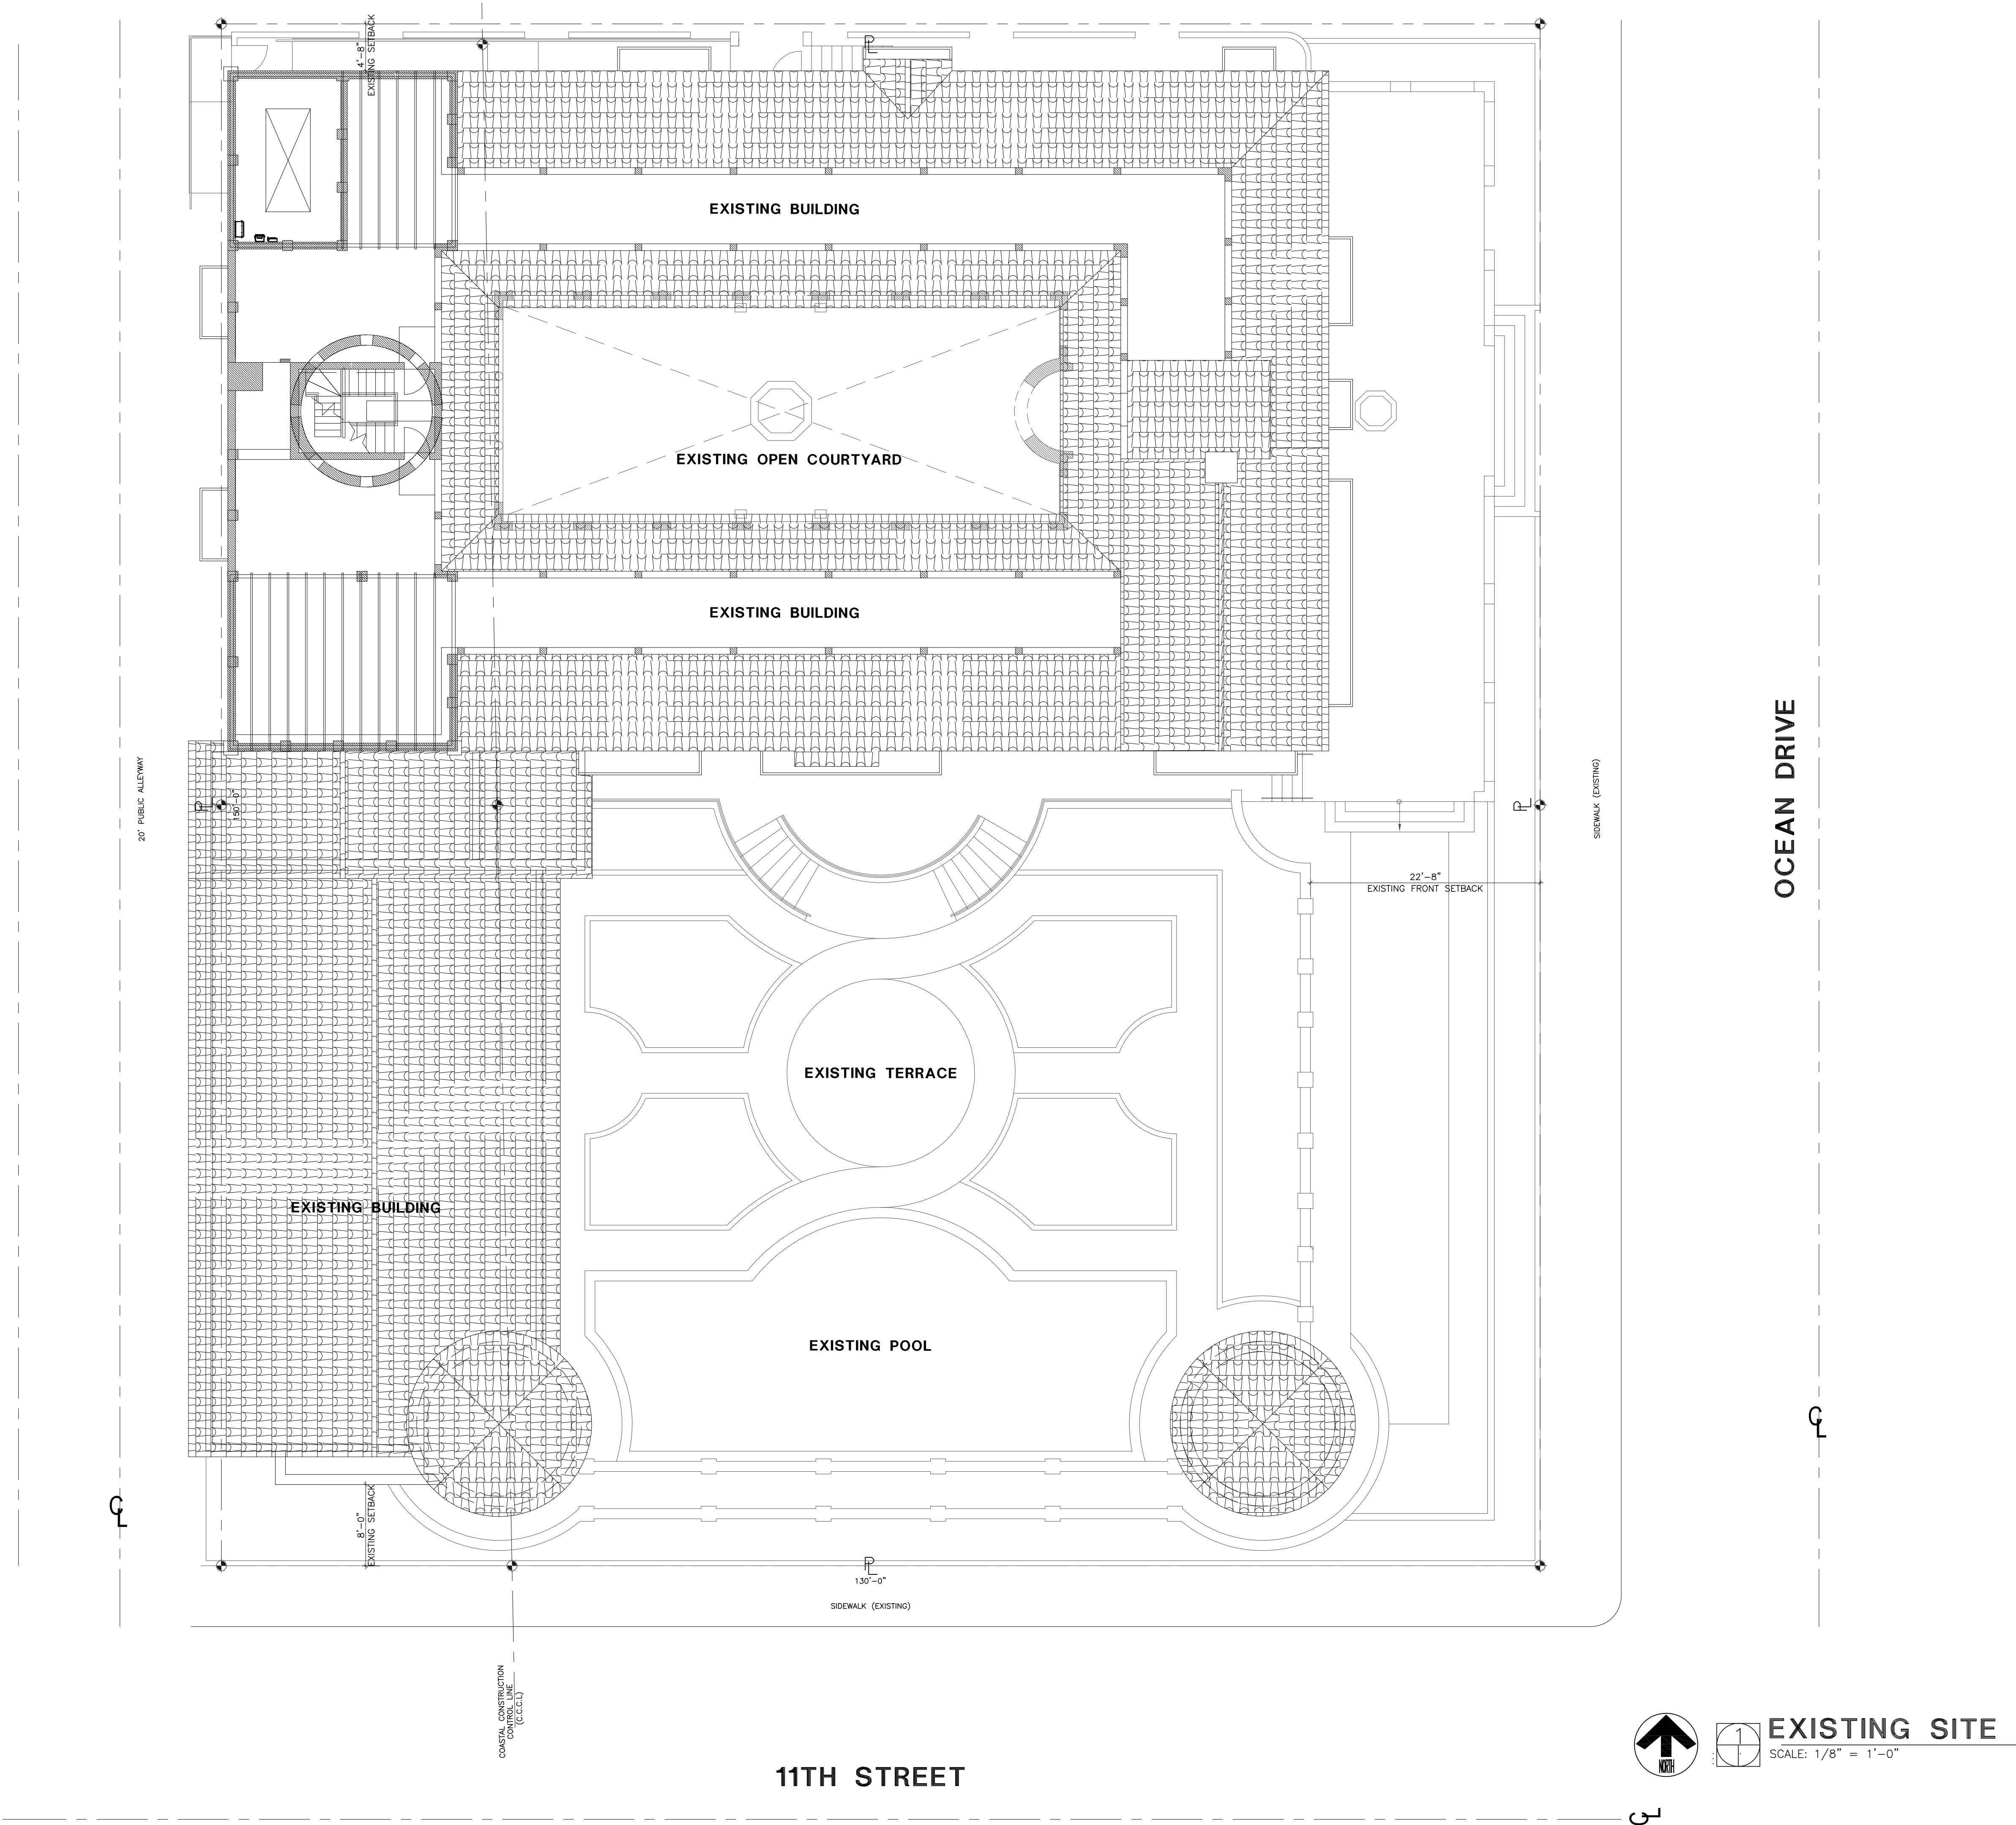 4'-8"
EXISTING SETBACK
PL
EXISTING BUILDING
EXISTING OPEN COURTYARD
EXISTING BUILDING
OCEAN DRIVE
20' PUBLIC ALLEYWAY
PL
150'-0"
PL
SIDEWALK (EXISTING)
22'-8"
EXISTING FRONT SETBACK
EXISTING TERRACE
EXISTING BUILDING
EXISTING POOL
CL
CL
8'-0"
EXISTING SETBACK
PL
130'-0"
SIDEWALK (EXISTING)
COASTAL CONSTRUCTION
CONTROL LINE
(C.C.C.L)
11TH STREET
NORTH
1
EXISTING SITE
SCALE: 1/8" = 1'-0"
CL